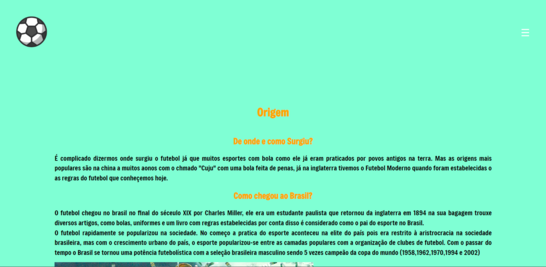 Origem
De onde e como Surgiu?
É complicado dizermos onde surgiu o futebol já que muitos esportes com bola como ele já eram praticados por povos antigos na terra. Mas as origens mais
populares são na china a muitos anos com o chmado "Cuju" com uma bola feita de penas, já na inglaterra tivemos o Futebol Moderno quando foram estabelecidos o
as regras do futebol que conheçemos hoje.
Como chegou ao Brasil?
O futebol chegou no brasil no final do século XIX por Charles Miller, ele era um estudante paulista que retornou da inglaterra em 1894 na sua bagagem trouxe
diversos artigos, como bolas, uniformes e um livro com regras estabelecidas por conta disso é considerado como o pai do esporte no Brasil.
O futebol rapidamente se popularizou na sociedade. No começo a pratica do esporte aconteceu na elite do país pois era restrito à aristrocracia na sociedade
brasileira, mas com o crescimento urbano do país, o esporte popularizou-se entre as camadas populares com a organização de clubes de futebol. Com o passar do
tempo o Brasil se tornou uma potência futebolística com a seleção brasileira masculino sendo 5 vezes campeão da copa do mundo (1958,1962,1970,1994 e 2002)